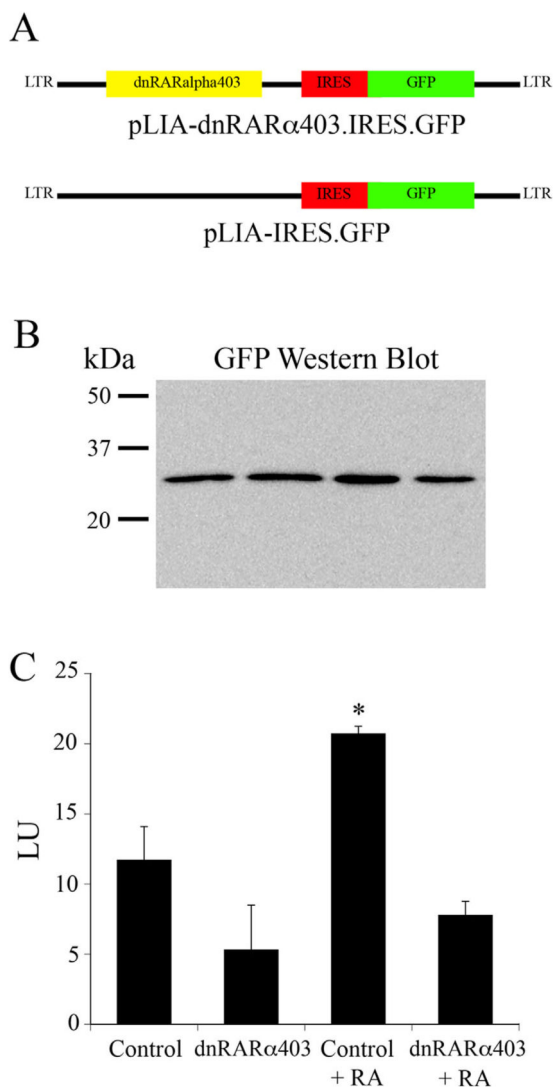 A
LTR dnRARalpha403 IRES GFP LTR
pLIA-dnRARα403.IRES.GFP
LTR IRES GFP LTR
pLIA-IRES.GFP
B
kDa GFP Western Blot
50
37
20
C
25
20
15
10
5
0
LU
*
Control dnRARα403 Control + RA dnRARα403 + RA